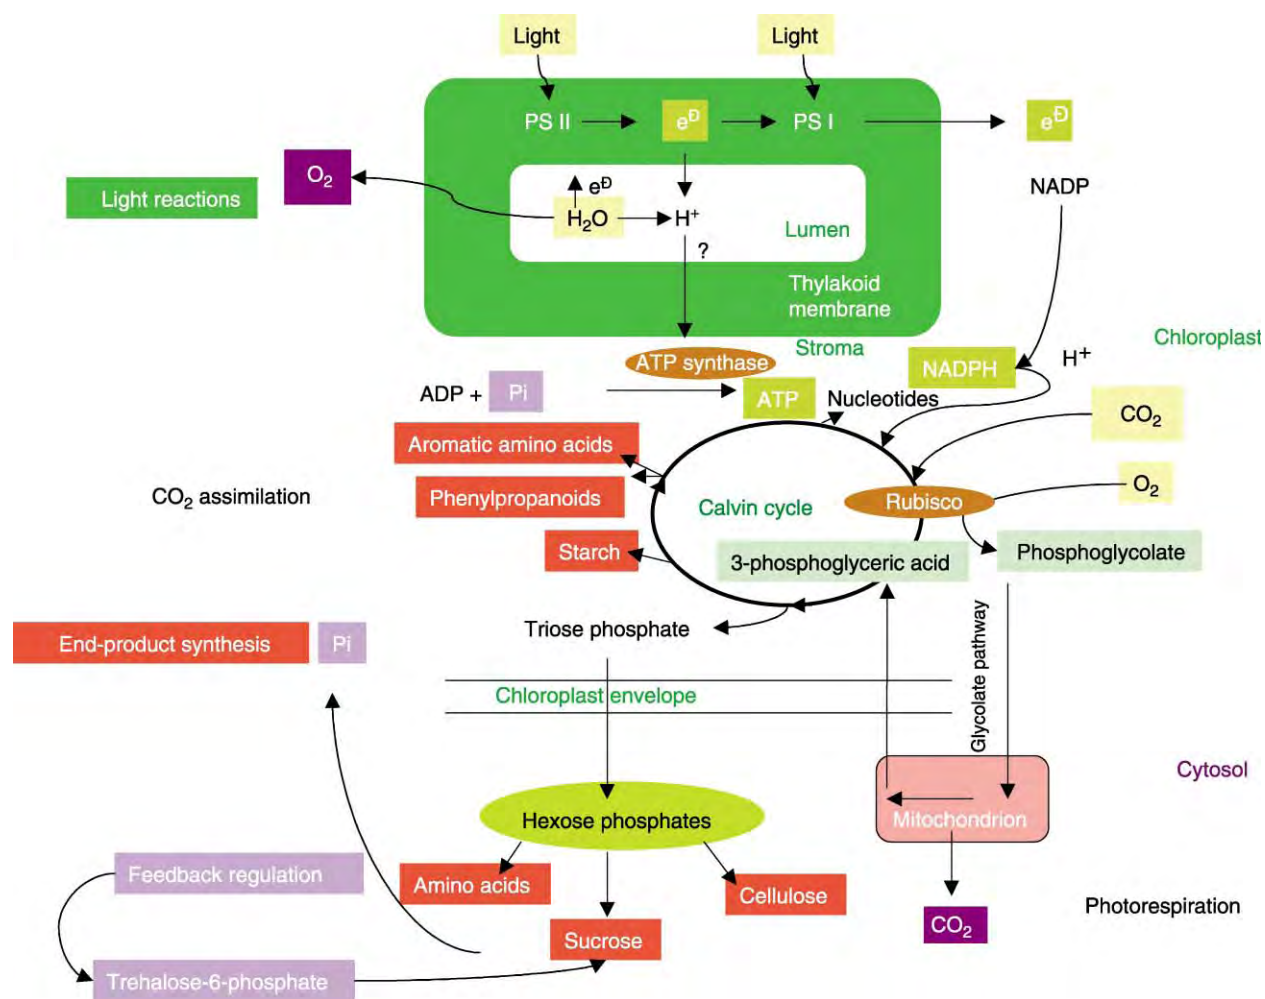 Light
Light
PS II
eᴰ
PS I
eᴰ
O₂
Light reactions
eᴰ
NADP
H₂O
H⁺
Lumen
?
Thylakoid
membrane
Stroma
Chloroplast
ATP synthase
NADPH
H⁺
ADP +
Pi
ATP
Nucleotides
CO₂
Aromatic amino acids
O₂
CO₂ assimilation
Phenylpropanoids
Calvin cycle
Rubisco
Starch
3-phosphoglyceric acid
Phosphoglycolate
Triose phosphate
End-product synthesis
Pi
Glycolate pathway
Chloroplast envelope
Cytosol
Hexose phosphates
Mitochondrion
Feedback regulation
Amino acids
Cellulose
Photorespiration
CO₂
Sucrose
Trehalose-6-phosphate